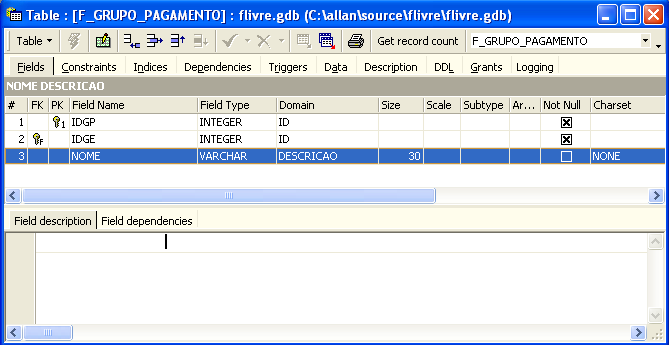 Table : [F_GRUPO_PAGAMENTO] : flivre.gdb (C:\allan\source\flivre\flivre.gdb)
Table Get record count F_GRUPO_PAGAMENTO
Fields Constraints Indices Dependencies Triggers Data Description DDL Grants Logging
NOME DESCRICAO
# FK PK Field Name Field Type Domain Size Scale Subtype Ar... Not Null Charset
1 1 IDGP INTEGER ID
2 F IDGE INTEGER ID
3 NOME VARCHAR DESCRICAO 30 NONE
Field description Field dependencies